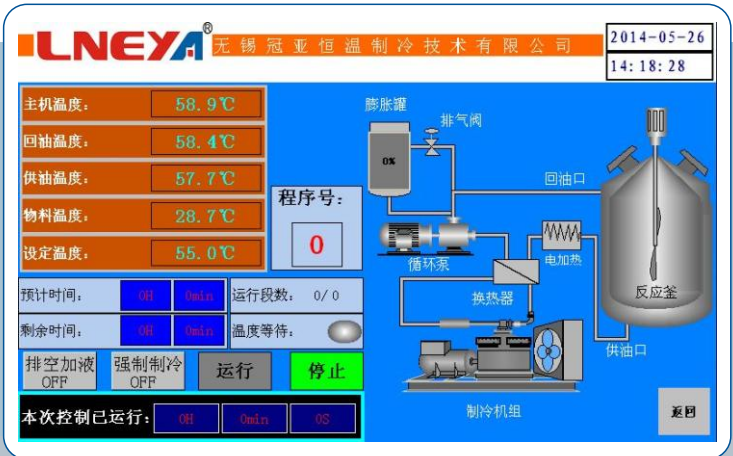 LNEYA® 无锡冠亚恒温制冷技术有限公司
2014-05-26
14:18:28
主机温度: 58.9℃
回油温度: 58.4℃
供油温度: 57.7℃
物料温度: 28.7℃
设定温度: 55.0℃
程序号:
0
预计时间: 0H 0min 运行段数: 0/0
剩余时间: 0H 0min 温度等待:
排空加液
OFF
强制制冷
OFF
运行
停止
本次控制已运行: 0H 0min 0S
膨胀罐
排气阀
0%
回油口
循环泵
电加热
换热器
反应釜
供油口
制冷机组
返回